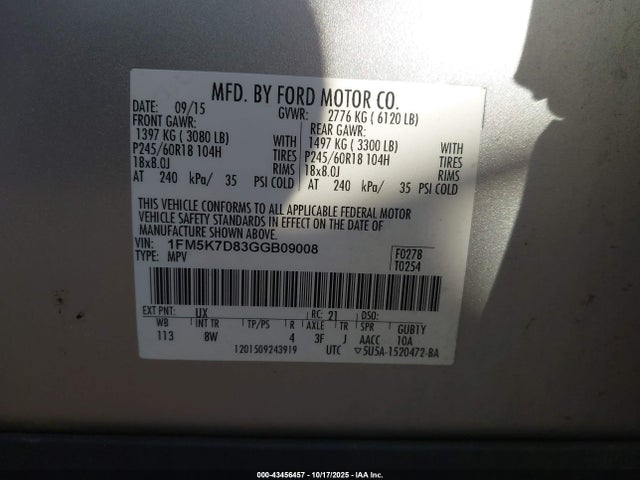 MFD. BY FORD MOTOR CO.
DATE: 09/15 GVWR: 2776 KG ( 6120 LB)
FRONT GAWR: REAR GAWR:
1397 KG ( 3080 LB) WITH 1497 KG ( 3300 LB) WITH
P245/60R18 104H TIRES P245/60R18 104H TIRES
18x8.0J RIMS 18x8.0J RIMS
AT 240 kPa/ 35 PSI COLD AT 240 kPa/ 35 PSI COLD
THIS VEHICLE CONFORMS TO ALL APPLICABLE FEDERAL MOTOR
VEHICLE SAFETY STANDARDS IN EFFECT ON THE DATE OF
MANUFACTURE SHOWN ABOVE.
VIN: 1FM5K7D83GGB09008 F0278
TYPE: MPV T0254
EXT PNT: UX RC: 21 DSO:
WB INT TR TP/PS R AXLE TR SPR GUB1Y
113 BW 4 3F J AACC 10A
1201509243919 UTC ▽5U5A-1520472-BA
000-43456457 - 10/17/2025 - IAA Inc.